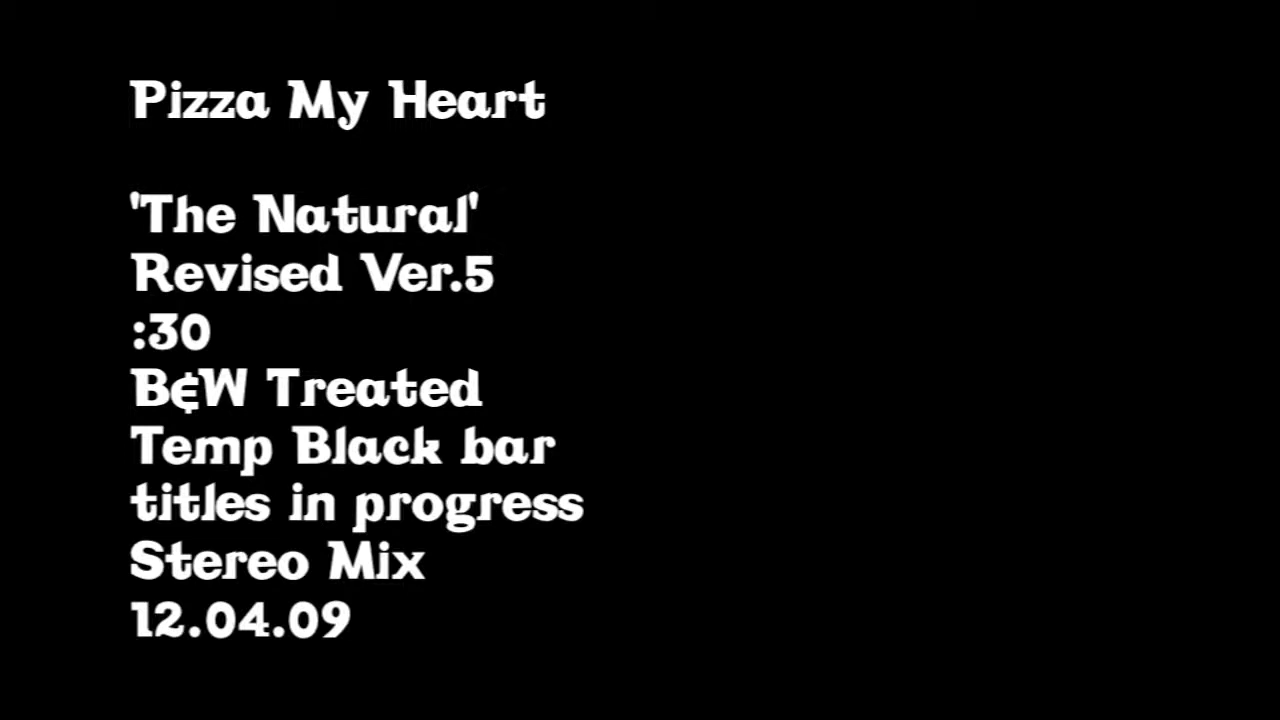 Pizza My Heart
'The Natural'
Revised Ver.5
:30
B&W Treated
Temp Black bar
titles in progress
Stereo Mix
12.04.09